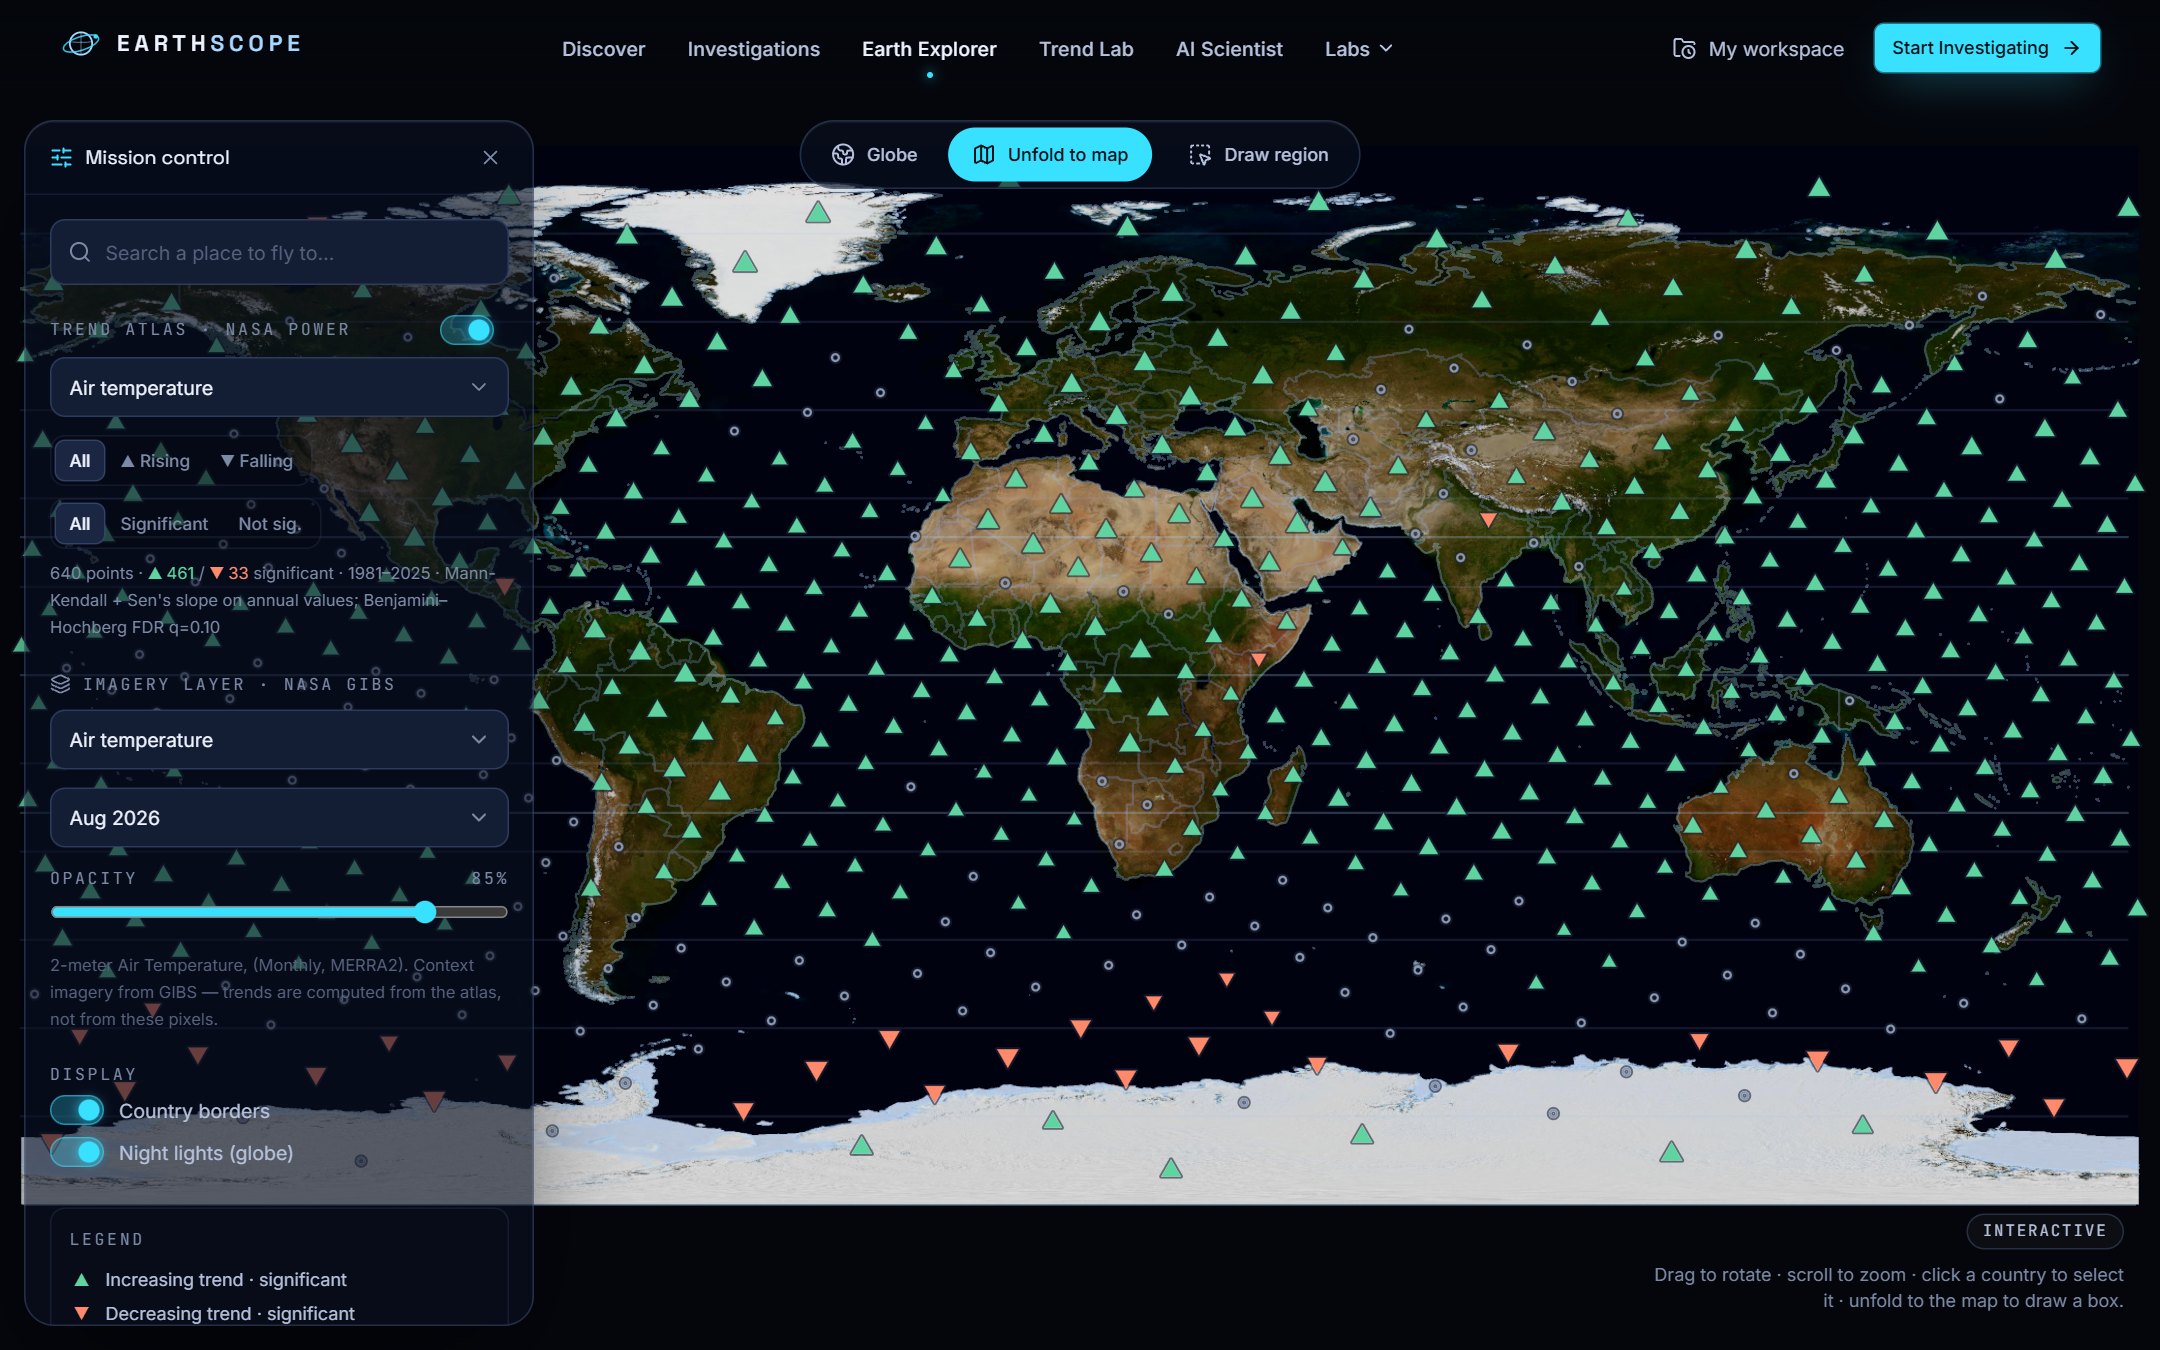 EARTHSCOPE
Discover
Investigations
Earth Explorer
Trend Lab
AI Scientist
Labs
My workspace
Start Investigating
Mission control
Globe
Unfold to map
Draw region
Search a place to fly to...
TREND ATLAS · NASA POWER
Air temperature
All ▲ Rising ▼ Falling
All Significant Not sig.
640 points · ▲ 461 / ▼ 33 significant · 1981–2025 · Mann–
Kendall + Sen's slope on annual values; Benjamini–
Hochberg FDR q=0.10
IMAGERY LAYER · NASA GIBS
Air temperature
Aug 2026
OPACITY 85%
2-meter Air Temperature, (Monthly, MERRA2). Context
imagery from GIBS — trends are computed from the atlas,
not from these pixels.
DISPLAY
Country borders
Night lights (globe)
LEGEND
▲ Increasing trend · significant
▼ Decreasing trend · significant
INTERACTIVE
Drag to rotate · scroll to zoom · click a country to select
it · unfold to the map to draw a box.